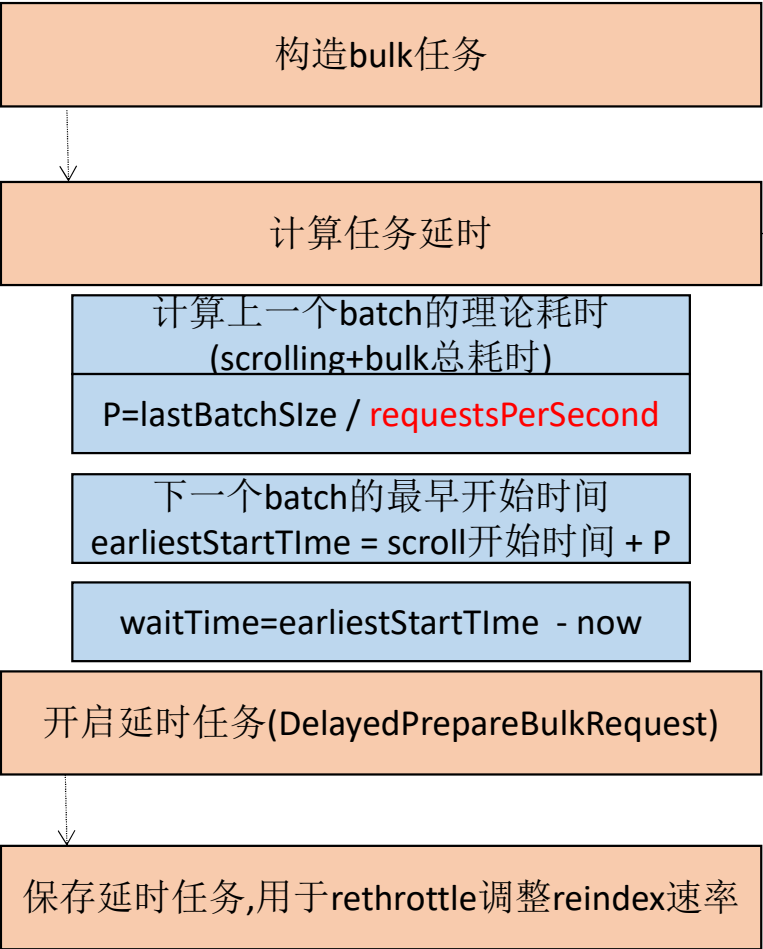 构造bulk任务
计算任务延时
计算上一个batch的理论耗时
(scrolling+bulk总耗时)
P=lastBatchSIze / requestsPerSecond
下一个batch的最早开始时间
earliestStartTIme = scroll开始时间 + P
waitTime=earliestStartTIme - now
开启延时任务(DelayedPrepareBulkRequest)
保存延时任务,用于rethrottle调整reindex速率